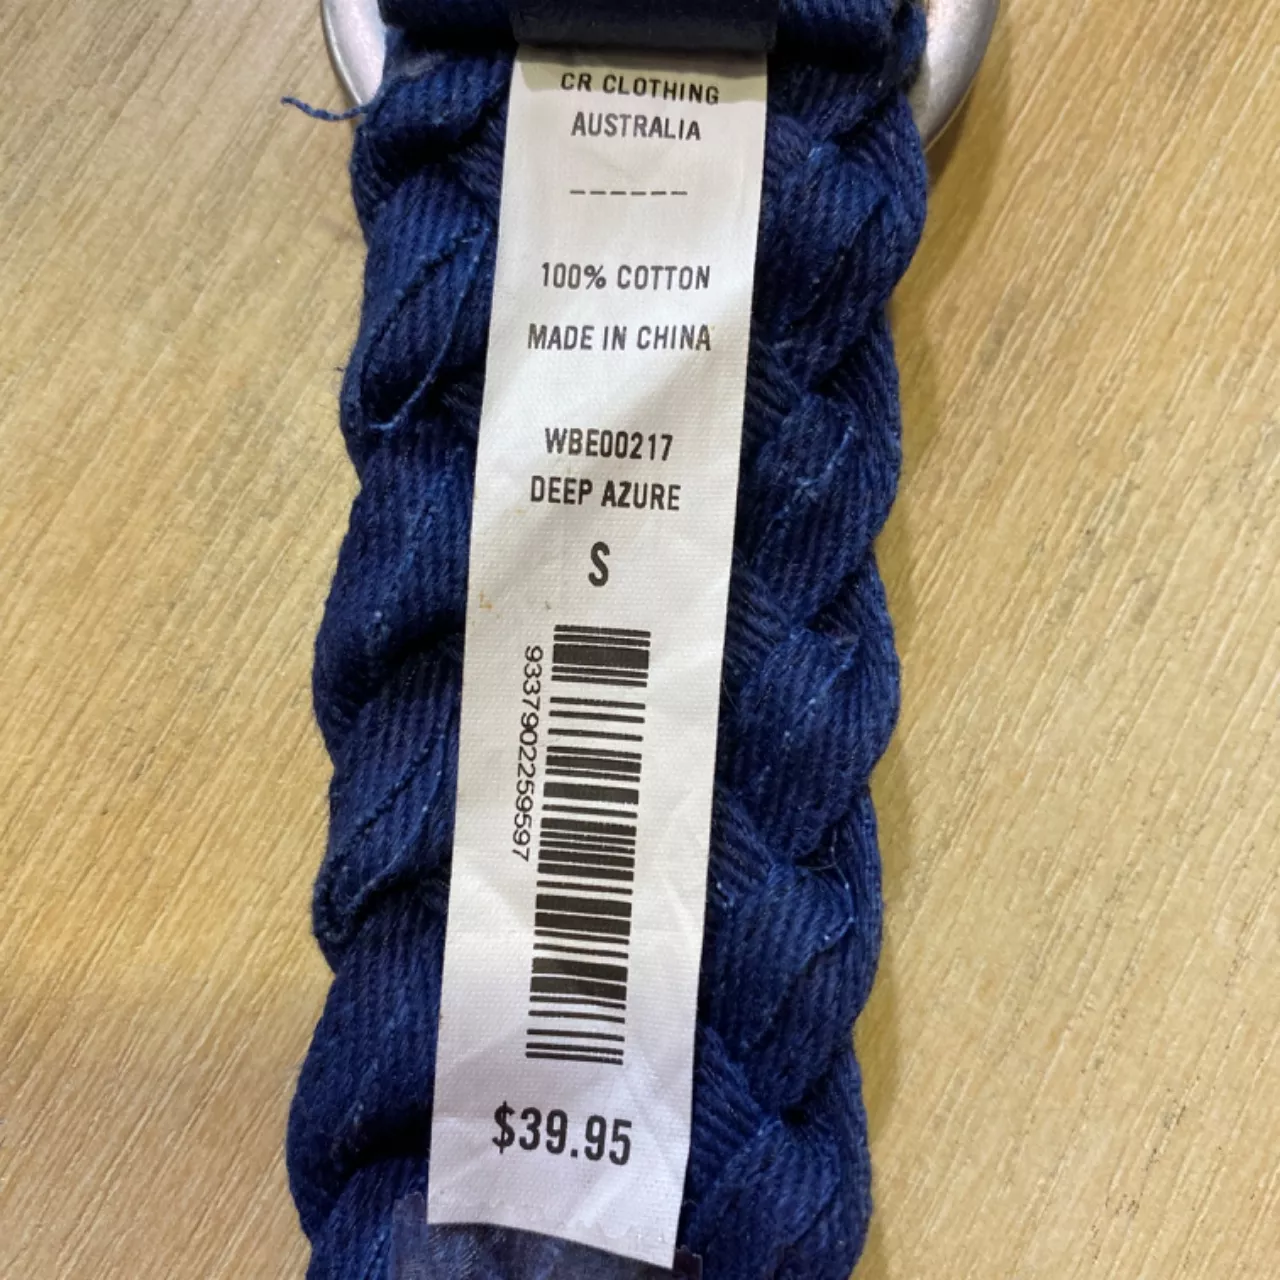 CR CLOTHING
AUSTRALIA
------
100% COTTON
MADE IN CHINA
WBE00217
DEEP AZURE
S
9337902259597
$39.95